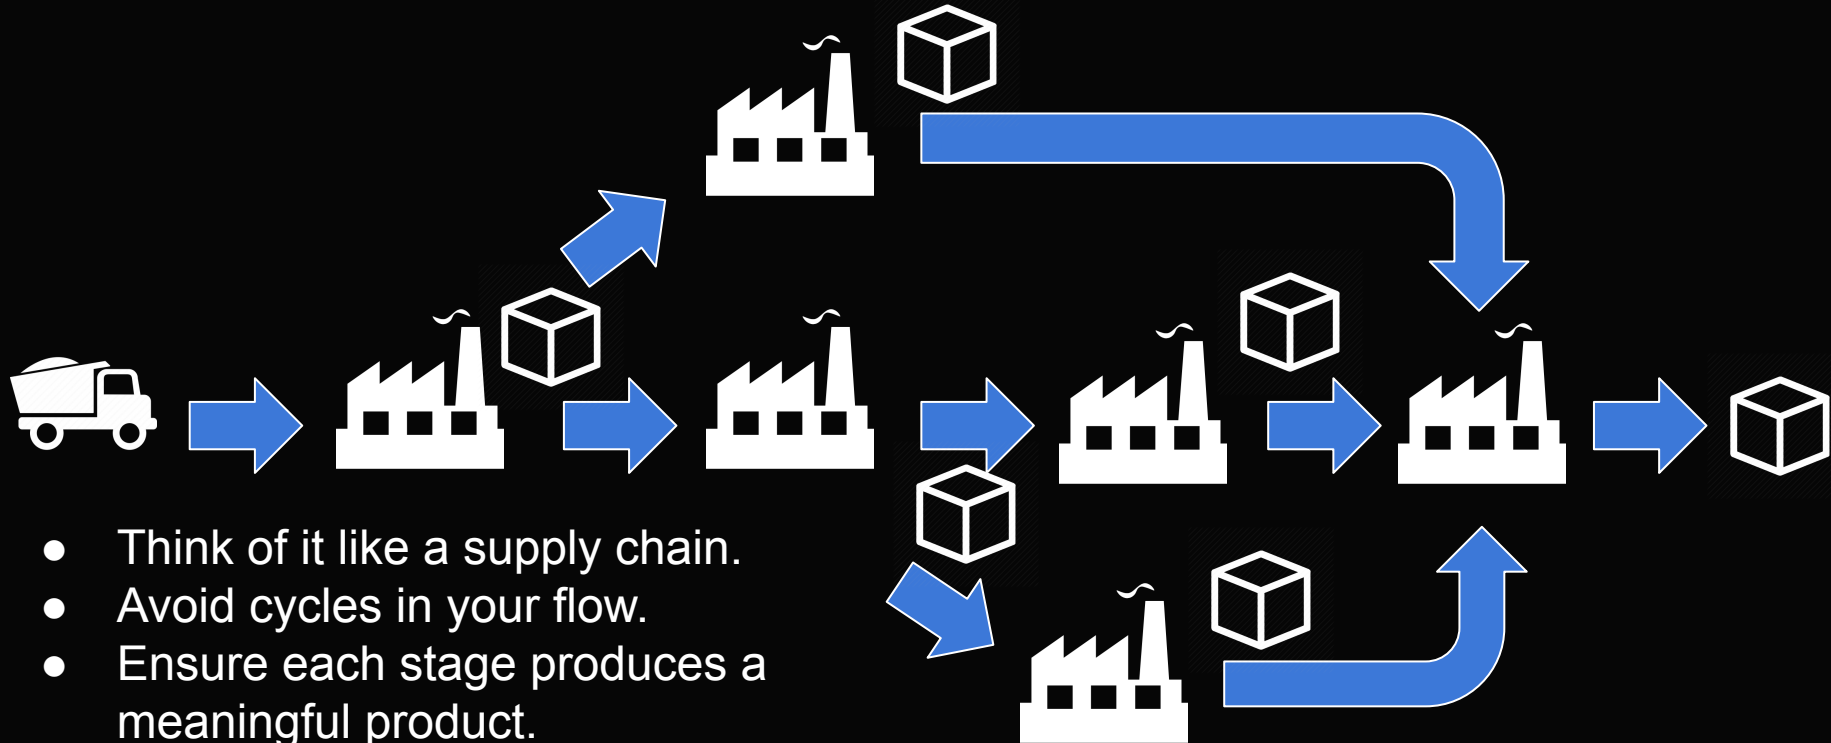 ● Think of it like a supply chain.
● Avoid cycles in your flow.
● Ensure each stage produces a
meaningful product.